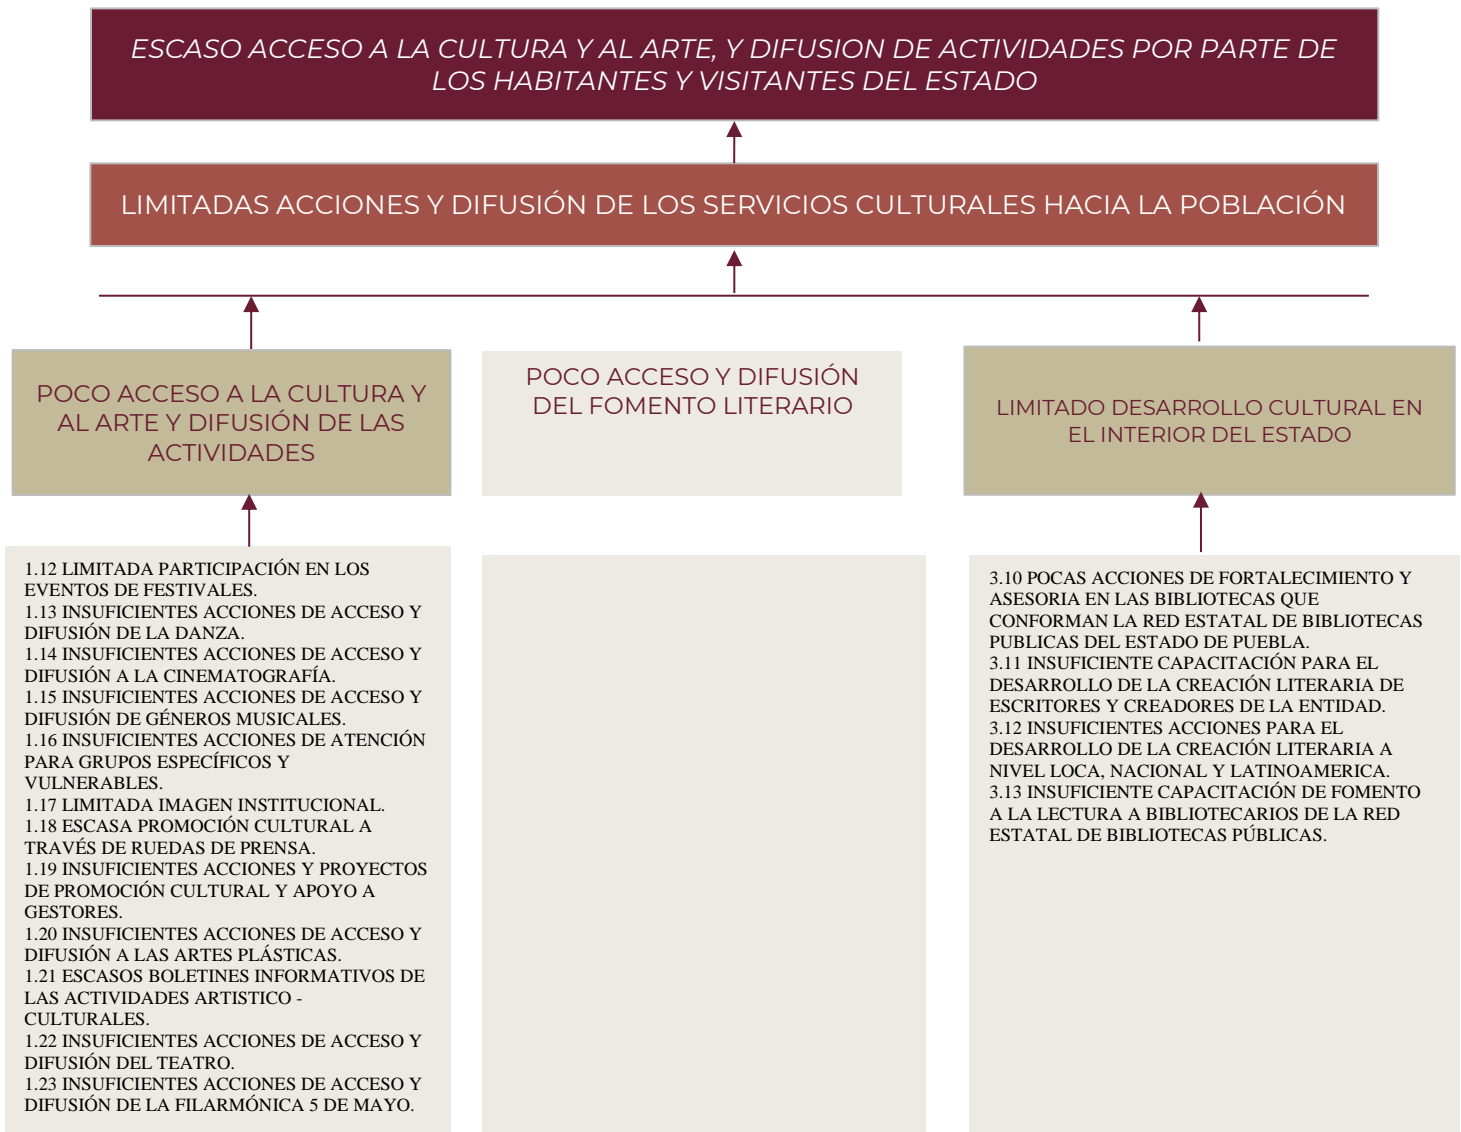 ESCASO ACCESO A LA CULTURA Y AL ARTE, Y DIFUSION DE ACTIVIDADES POR PARTE DE
LOS HABITANTES Y VISITANTES DEL ESTADO
LIMITADAS ACCIONES Y DIFUSIÓN DE LOS SERVICIOS CULTURALES HACIA LA POBLACIÓN
POCO ACCESO A LA CULTURA Y
AL ARTE Y DIFUSIÓN DE LAS
ACTIVIDADES
POCO ACCESO Y DIFUSIÓN
DEL FOMENTO LITERARIO
LIMITADO DESARROLLO CULTURAL EN
EL INTERIOR DEL ESTADO
1.12 LIMITADA PARTICIPACIÓN EN LOS
EVENTOS DE FESTIVALES.
1.13 INSUFICIENTES ACCIONES DE ACCESO Y
DIFUSIÓN DE LA DANZA.
1.14 INSUFICIENTES ACCIONES DE ACCESO Y
DIFUSIÓN A LA CINEMATOGRAFÍA.
1.15 INSUFICIENTES ACCIONES DE ACCESO Y
DIFUSIÓN DE GÉNEROS MUSICALES.
1.16 INSUFICIENTES ACCIONES DE ATENCIÓN
PARA GRUPOS ESPECÍFICOS Y
VULNERABLES.
1.17 LIMITADA IMAGEN INSTITUCIONAL.
1.18 ESCASA PROMOCIÓN CULTURAL A
TRAVÉS DE RUEDAS DE PRENSA.
1.19 INSUFICIENTES ACCIONES Y PROYECTOS
DE PROMOCIÓN CULTURAL Y APOYO A
GESTORES.
1.20 INSUFICIENTES ACCIONES DE ACCESO Y
DIFUSIÓN A LAS ARTES PLÁSTICAS.
1.21 ESCASOS BOLETINES INFORMATIVOS DE
LAS ACTIVIDADES ARTISTICO -
CULTURALES.
1.22 INSUFICIENTES ACCIONES DE ACCESO Y
DIFUSIÓN DEL TEATRO.
1.23 INSUFICIENTES ACCIONES DE ACCESO Y
DIFUSIÓN DE LA FILARMÓNICA 5 DE MAYO.
3.10 POCAS ACCIONES DE FORTALECIMIENTO Y
ASESORIA EN LAS BIBLIOTECAS QUE
CONFORMAN LA RED ESTATAL DE BIBLIOTECAS
PUBLICAS DEL ESTADO DE PUEBLA.
3.11 INSUFICIENTE CAPACITACIÓN PARA EL
DESARROLLO DE LA CREACIÓN LITERARIA DE
ESCRITORES Y CREADORES DE LA ENTIDAD.
3.12 INSUFICIENTES ACCIONES PARA EL
DESARROLLO DE LA CREACIÓN LITERARIA A
NIVEL LOCA, NACIONAL Y LATINOAMERICA.
3.13 INSUFICIENTE CAPACITACIÓN DE FOMENTO
A LA LECTURA A BIBLIOTECARIOS DE LA RED
ESTATAL DE BIBLIOTECAS PÚBLICAS.